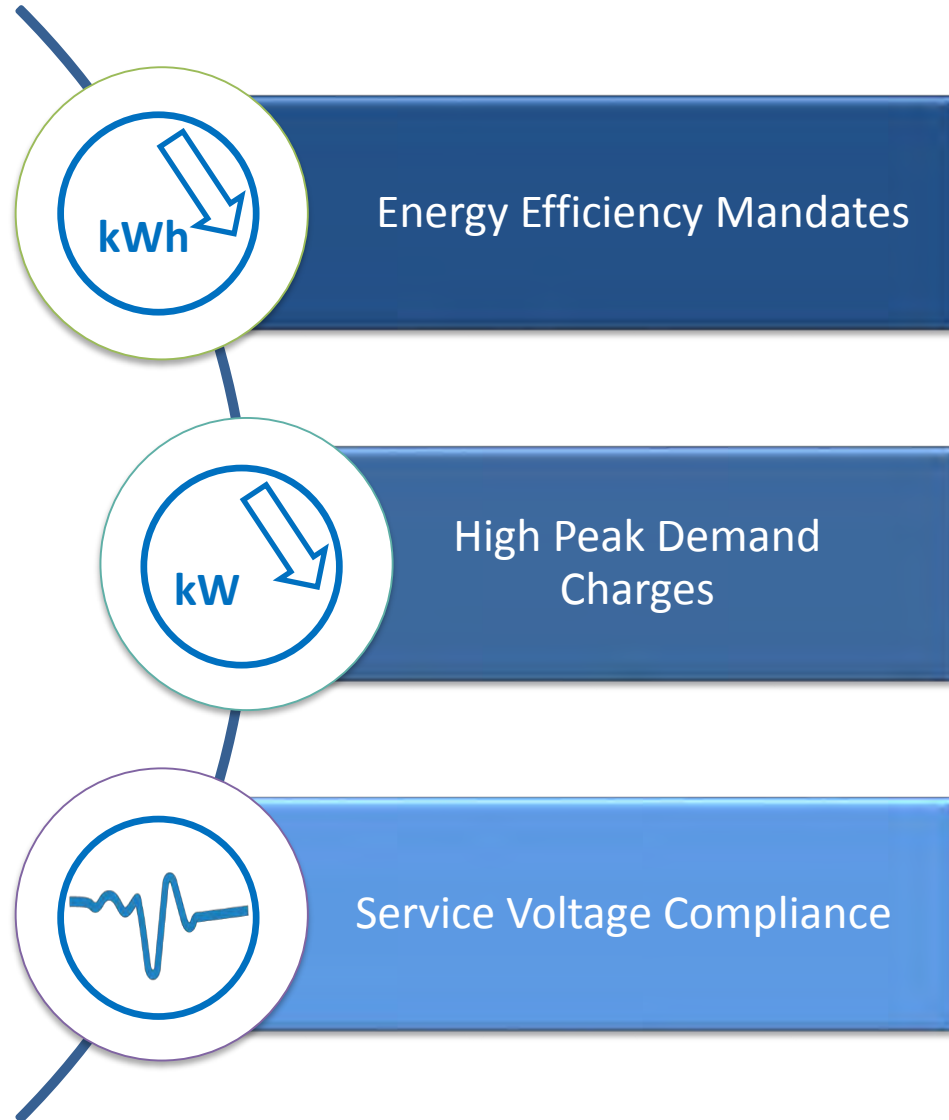 kWh
Energy Efficiency Mandates
kW
High Peak Demand
Charges
Service Voltage Compliance